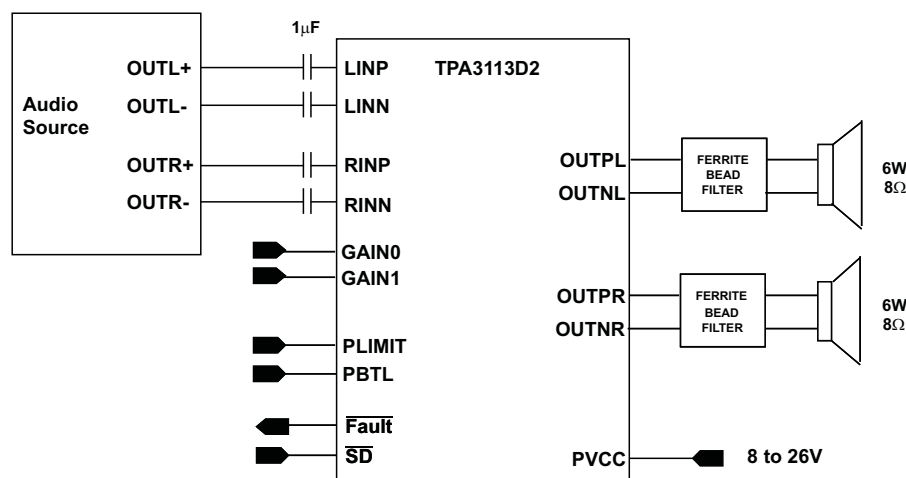 1μF
TPA3113D2
Audio
Source
OUTL+
OUTL-
OUTR+
OUTR-
LINP
LINN
RINP
RINN
GAIN0
GAIN1
PLIMIT
PBTL
Fault
SD
OUTPL
OUTNL
FERRITE
BEAD
FILTER
6W
8Ω
OUTPR
OUTNR
FERRITE
BEAD
FILTER
6W
8Ω
PVCC
8 to 26V